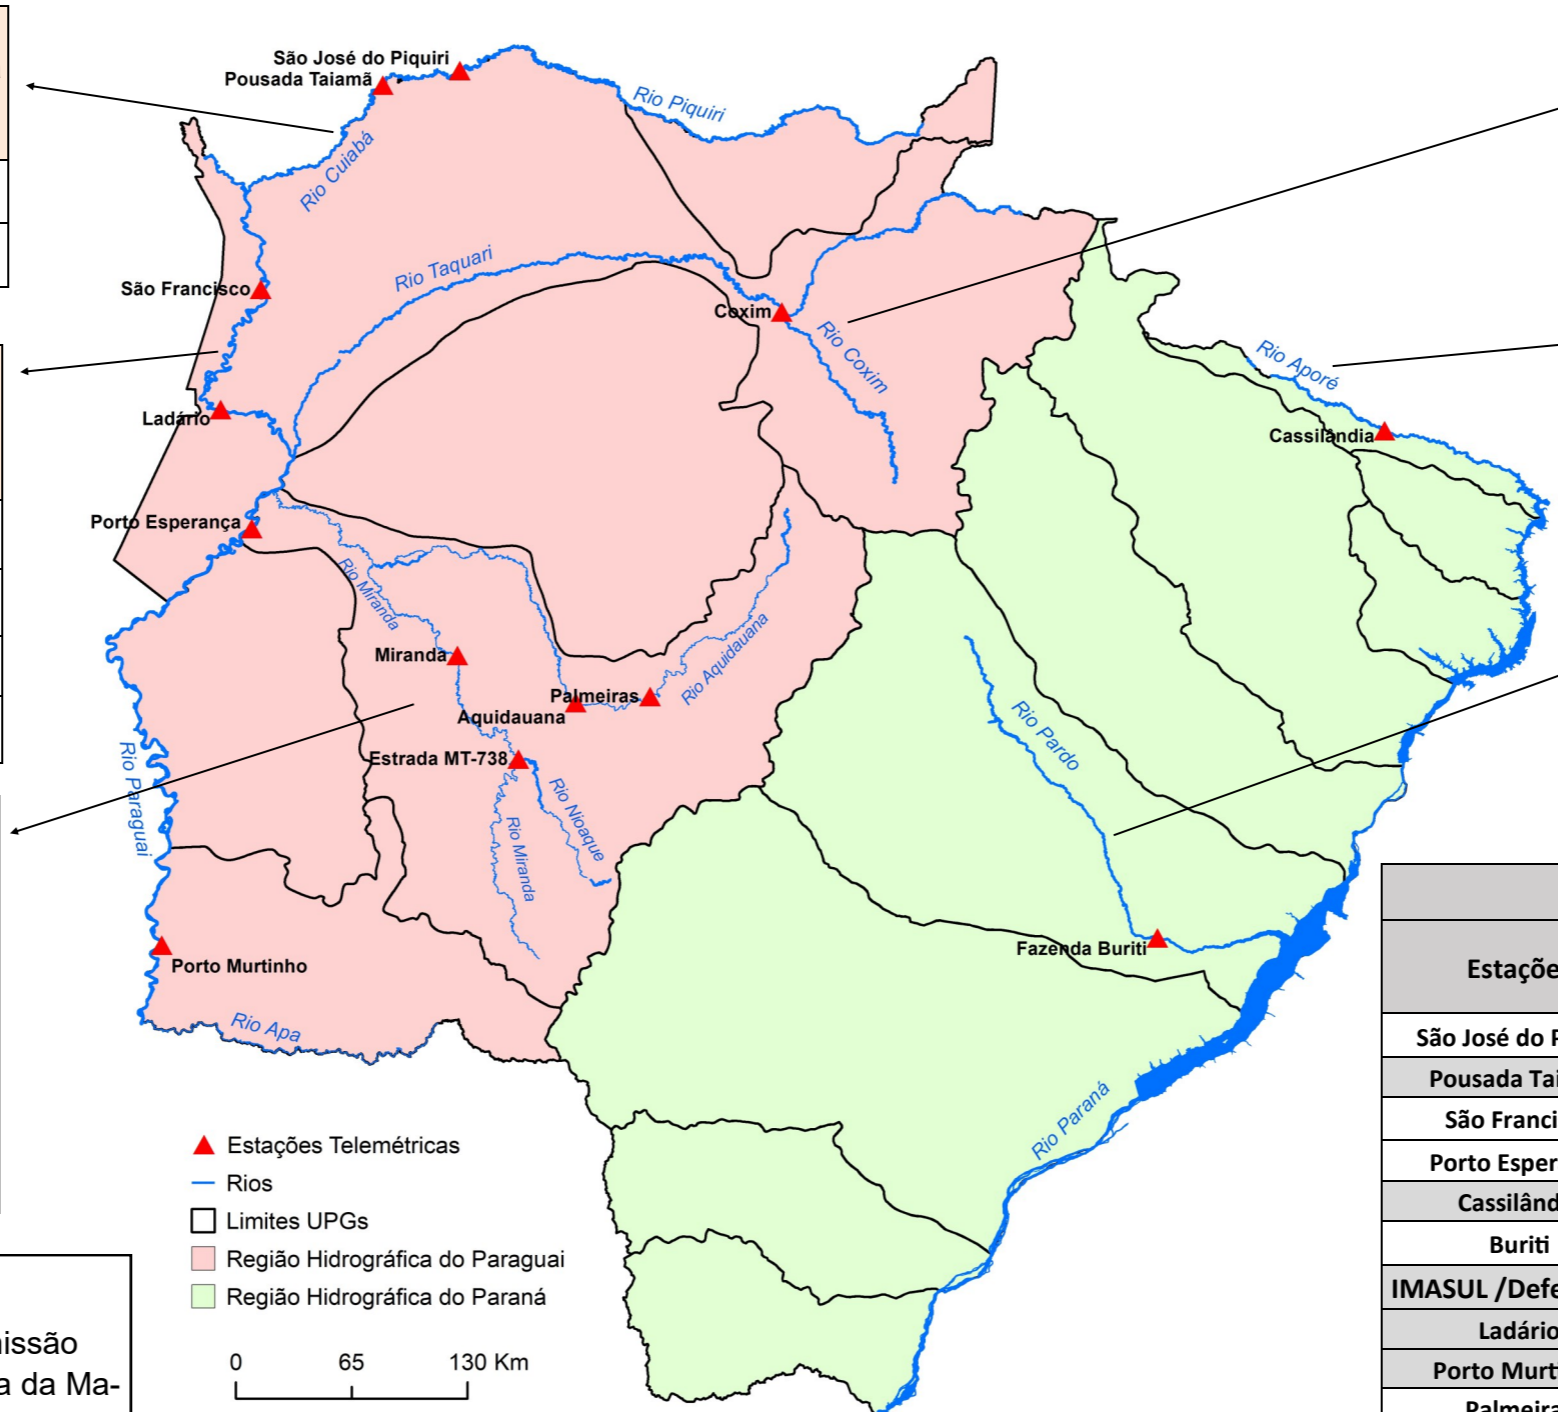 São José do Piquiri
Pousada Taiamã
Rio Piquiri
Rio Cuiabá
Rio Taquari
São Francisco
Coxim
Rio Coxim
Rio Aporé
Ladário
Cassilândia
Porto Esperança
Rio Miranda
Miranda
Palmeiras
Rio Aquidauana
Aquidauana
Rio Pardo
Estrada MT-738
Rio Paraguai
Rio Nioaque
Rio Miranda
Fazenda Buriti
Porto Murtinho
Rio Apa
Rio Paraná
Estações Telemétricas
Rios
Limites UPGs
Região Hidrográfica do Paraguai
Região Hidrográfica do Paraná
0 65 130 Km
issão
a da Ma-
Estaçõe
São José do P
Pousada Tai
São Franci
Porto Esper
Cassilând
Buriti
IMASUL /Defe
Ladário
Porto Murt
Palmeira